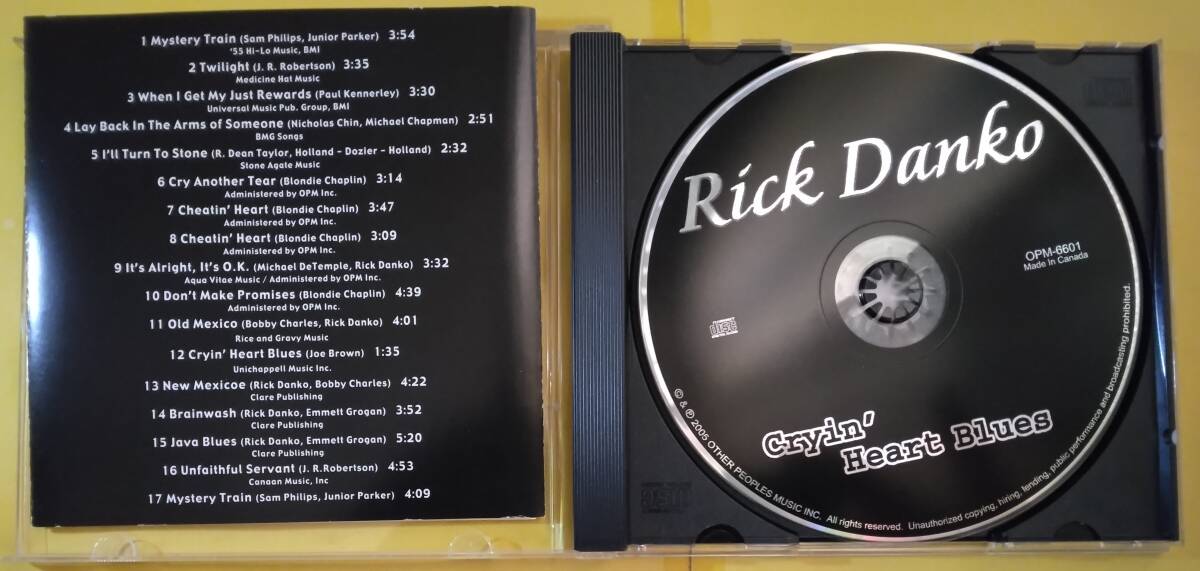 1 Mystery Train (Sam Philips, Junior Parker) 3:54
'55 Hi-Lo Music, BMI
2 Twilight (J. R. Robertson) 3:35
Medicine Hat Music
3 When I Get My Just Rewards (Paul Kennerley) 3:30
Universal Music Pub. Group, BMI
4 Lay Back In The Arms of Someone (Nicholas Chin, Michael Chapman) 2:51
BMG Songs
5 I'll Turn To Stone (R. Dean Taylor, Holland - Dozier - Holland) 2:32
Stone Agate Music
6 Cry Another Tear (Blondie Chaplin) 3:14
Administered by OPM Inc.
7 Cheatin' Heart (Blondie Chaplin) 3:47
Administered by OPM Inc.
8 Cheatin' Heart (Blondie Chaplin) 3:09
Administered by OPM Inc.
9 It's Alright, It's O.K. (Michael DeTemple, Rick Danko) 3:32
Aqua Vitae Music / Administered by OPM Inc.
10 Don't Make Promises (Blondie Chaplin) 4:39
Administered by OPM Inc.
11 Old Mexico (Bobby Charles, Rick Danko) 4:01
Rice and Gravy Music
12 Cryin' Heart Blues (Joe Brown) 1:35
Unichappell Music Inc.
13 New Mexicoe (Rick Danko, Bobby Charles) 4:22
Clare Publishing
14 Brainwash (Rick Danko, Emmett Grogan) 3:52
Clare Publishing
15 Java Blues (Rick Danko, Emmett Grogan) 5:20
Clare Publishing
16 Unfaithful Servant (J.R.Robertson) 4:53
Canaan Music, Inc
17 Mystery Train (Sam Philips, Junior Parker) 4:09
Rick Danko
OPM-6601
Made In Canada
disc
Cryin'
Heart Blues
© & ℗ 2005 OTHER PEOPLES MUSIC INC. All rights reserved. Unauthorized copying, hiring, lending, public performance and broadcasting prohibited.